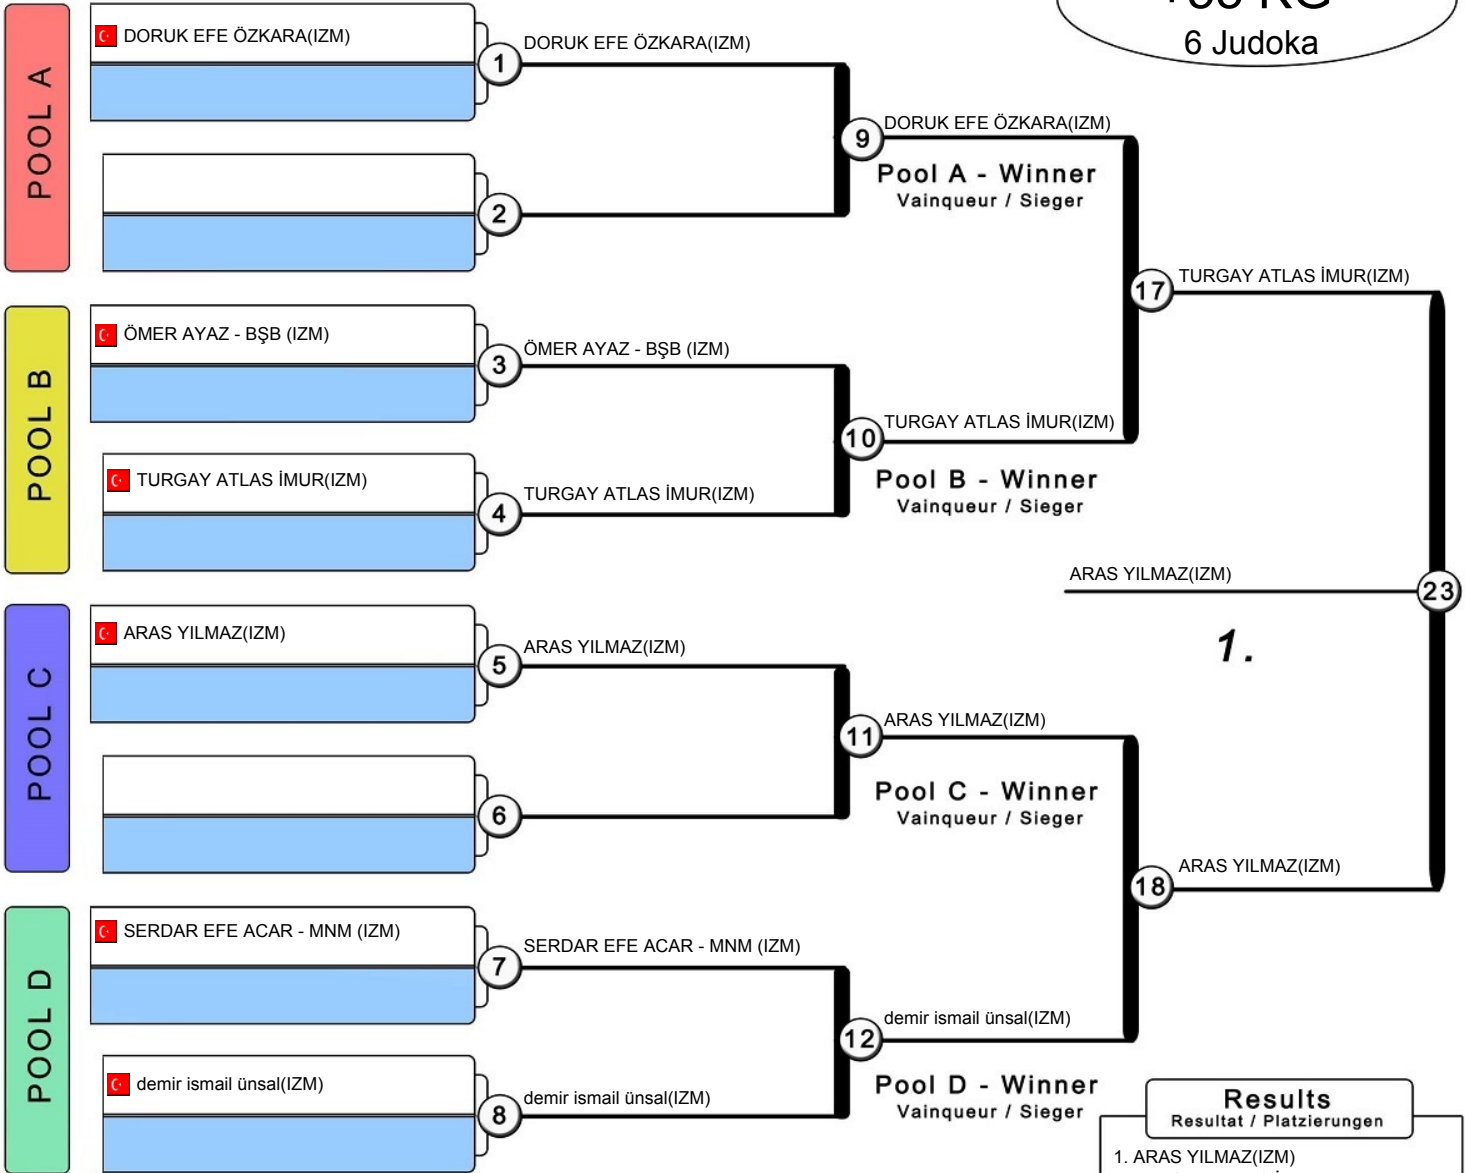 KG
6 Judoka
POOL A
DORUK EFE ÖZKARA(IZM)
1
DORUK EFE ÖZKARA(IZM)
2
9
DORUK EFE ÖZKARA(IZM)
Pool A - Winner
Vainqueur / Sieger
POOL B
ÖMER AYAZ - BŞB (IZM)
3
ÖMER AYAZ - BŞB (IZM)
TURGAY ATLAS İMUR(IZM)
4
TURGAY ATLAS İMUR(IZM)
10
TURGAY ATLAS İMUR(IZM)
Pool B - Winner
Vainqueur / Sieger
17
TURGAY ATLAS İMUR(IZM)
ARAS YILMAZ(IZM)
23
1.
POOL C
ARAS YILMAZ(IZM)
5
ARAS YILMAZ(IZM)
6
11
ARAS YILMAZ(IZM)
Pool C - Winner
Vainqueur / Sieger
18
ARAS YILMAZ(IZM)
POOL D
SERDAR EFE ACAR - MNM (IZM)
7
SERDAR EFE ACAR - MNM (IZM)
demir ismail ünsal(IZM)
8
demir ismail ünsal(IZM)
12
demir ismail ünsal(IZM)
Pool D - Winner
Vainqueur / Sieger
Results
Resultat / Platzierungen
1. ARAS YILMAZ(IZM)